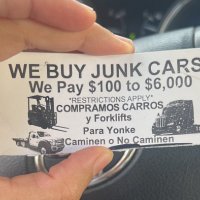 WE BUY JUNK CARS
We Pay $100 to $6,000
"RESTRICTIONS APPLY"
COMPRAMOS CARROS
y Forklifts
Para Yonke
Caminen o No Caminen